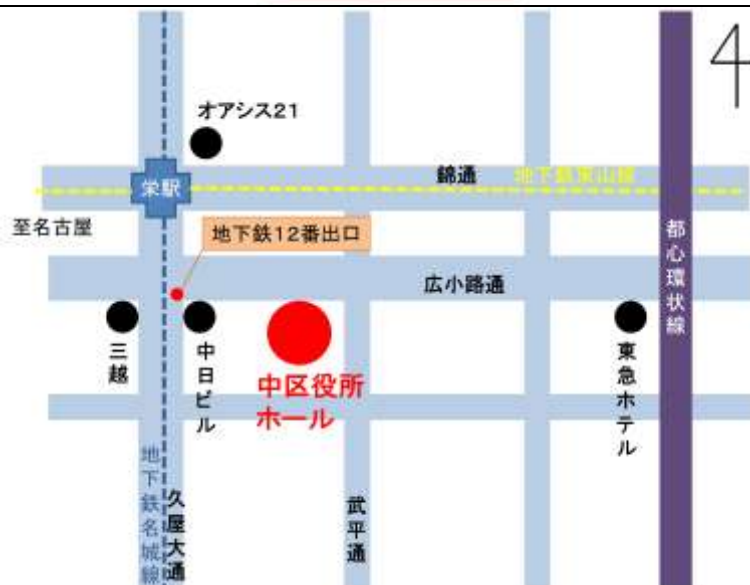 オアシス21
錦通
地下鉄東山線
栄駅
至名古屋
地下鉄12番出口
都心環状線
広小路通
三越
中日ビル
中区役所
ホール
東急ホテル
地下鉄名城線
久屋大通
武平通